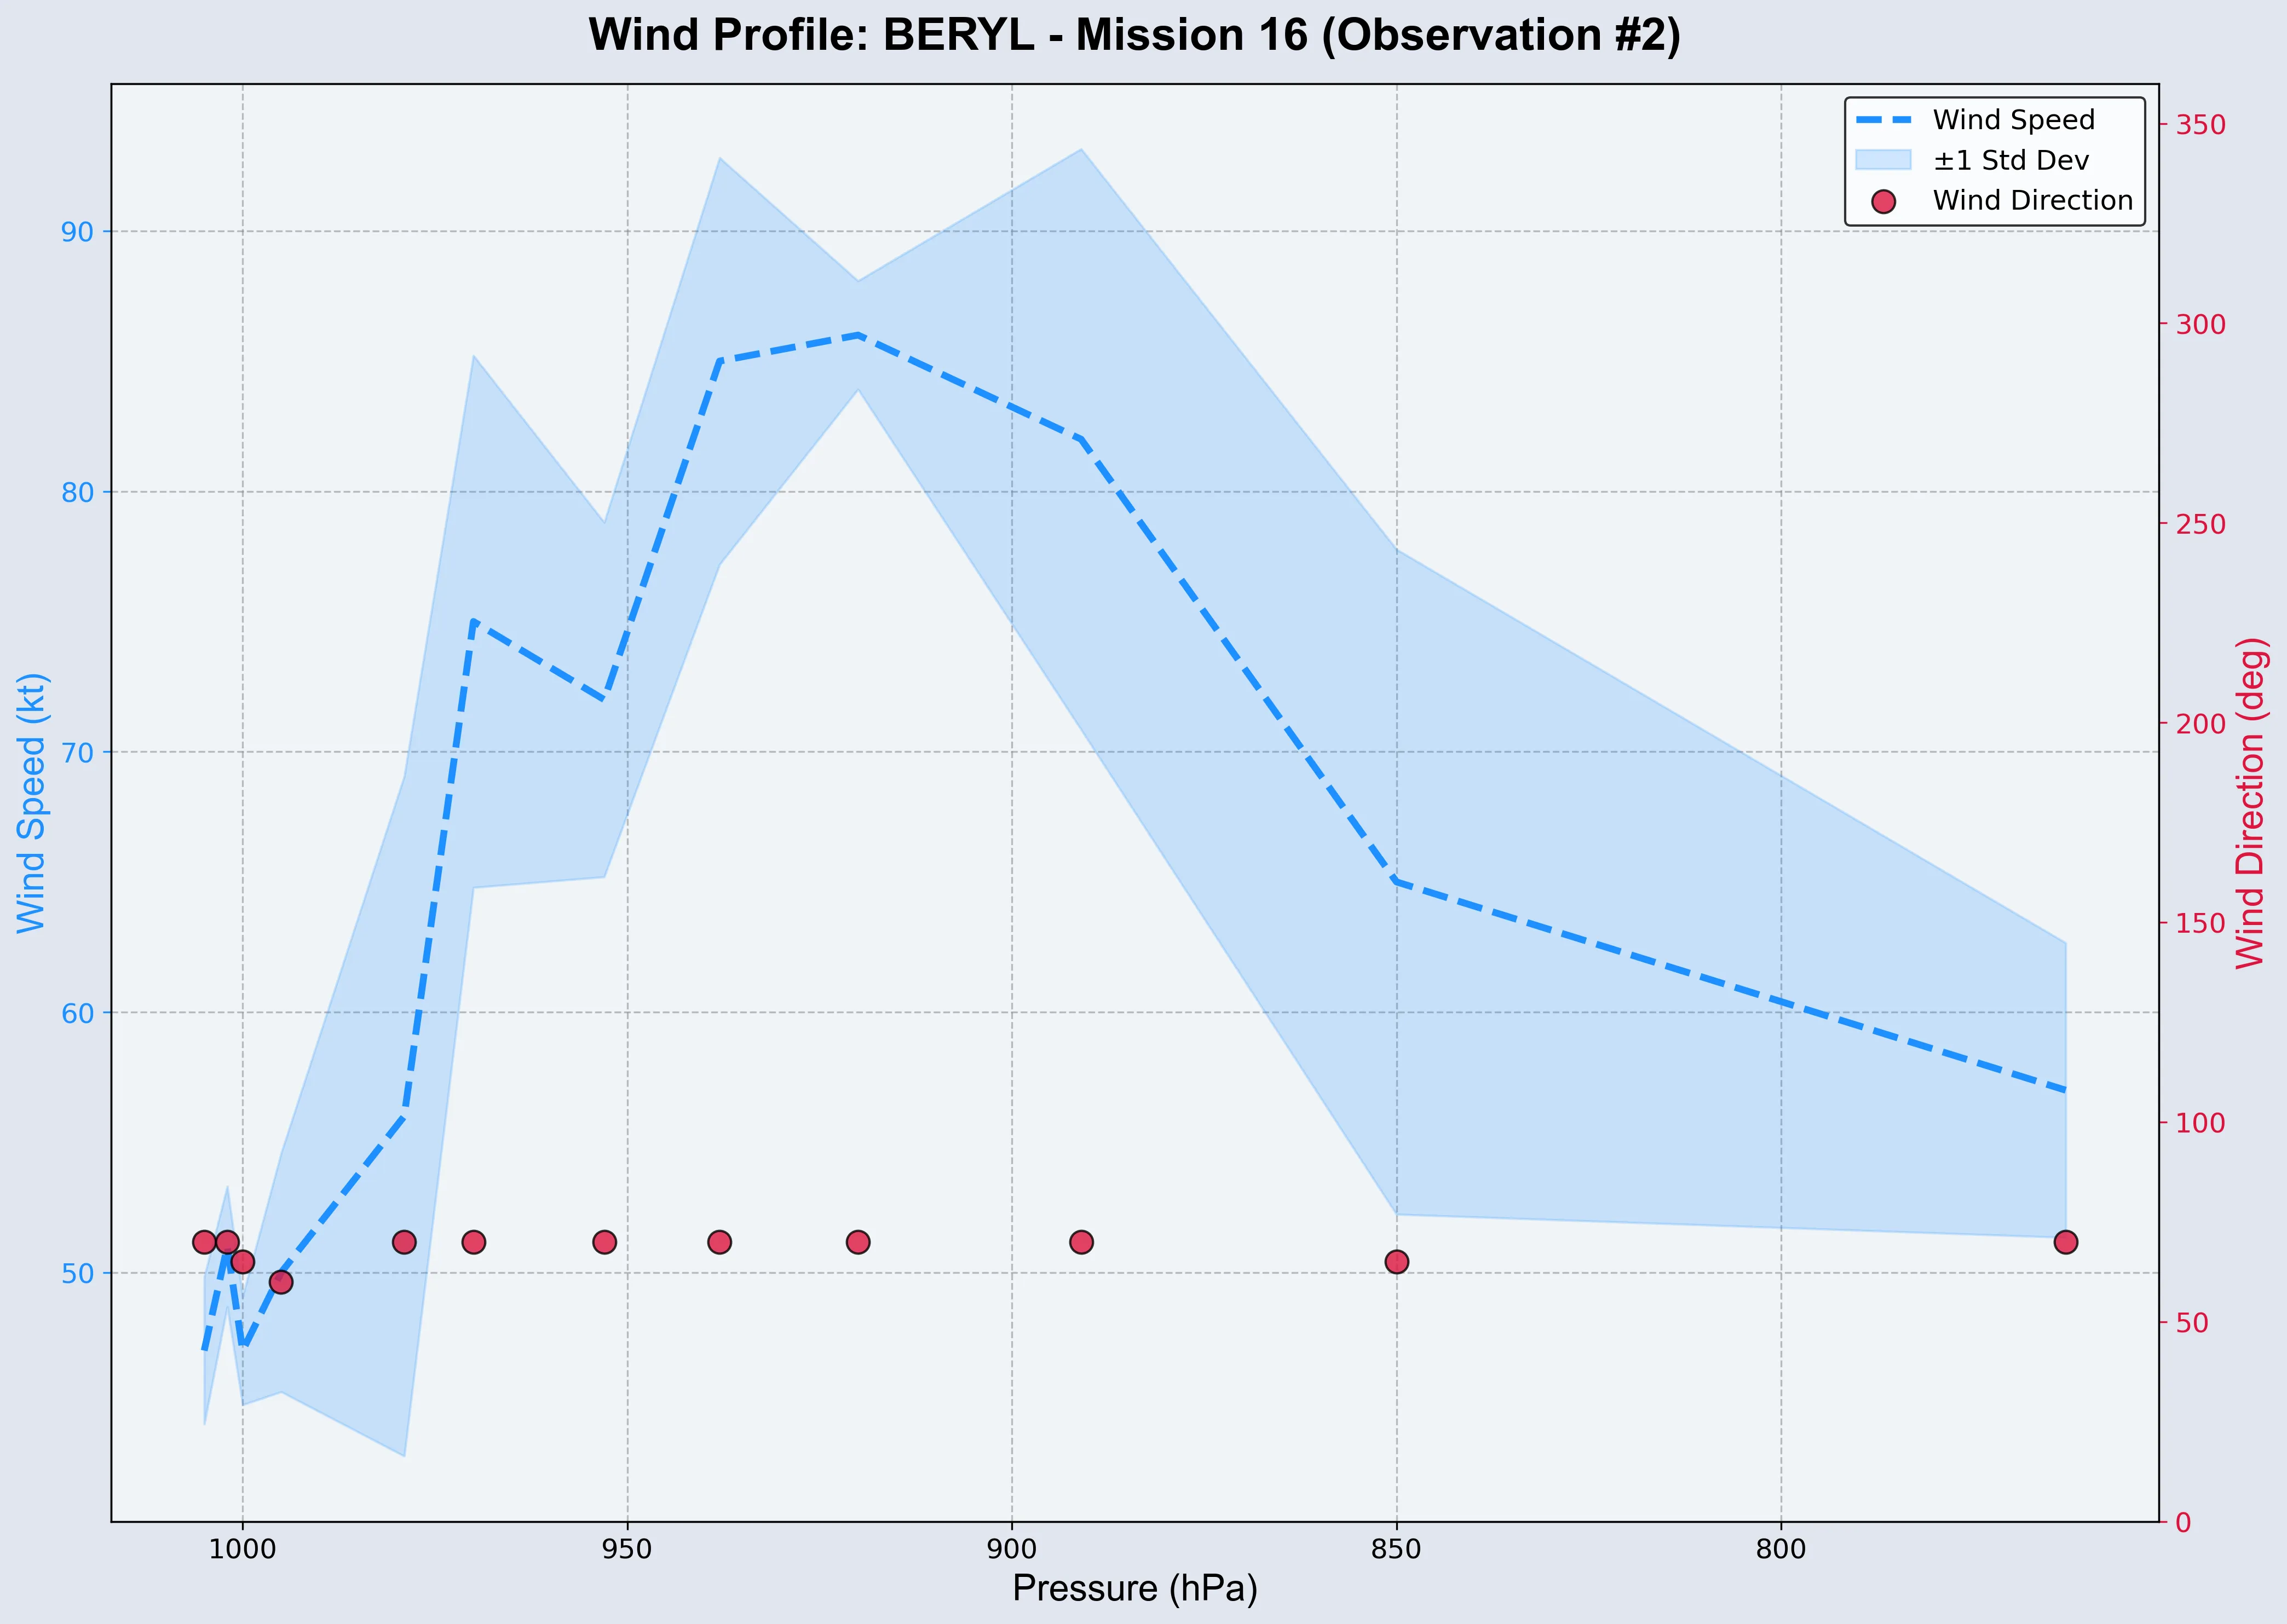 Wind Profile: BERYL - Mission 16 (Observation #2)
Wind Speed
±1 Std Dev
Wind Direction
Wind Speed (kt)
90
80
70
60
50
350
300
250
200
150
100
50
0
Wind Direction (deg)
1000
950
900
850
800
Pressure (hPa)